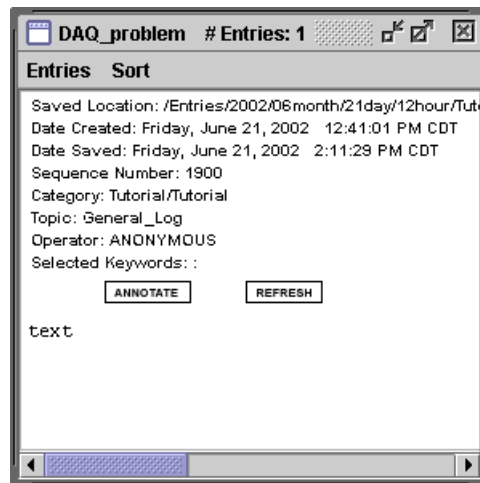 DAQ_problem # Entries: 1
Entries Sort
Saved Location: /Entries/2002/06month/21day/12hour/Tut
Date Created: Friday, June 21, 2002 12:41:01 PM CDT
Date Saved: Friday, June 21, 2002 2:11:29 PM CDT
Sequence Number: 1900
Category: Tutorial/Tutorial
Topic: General_Log
Operator: ANONYMOUS
Selected Keywords: :
ANNOTATE REFRESH
text